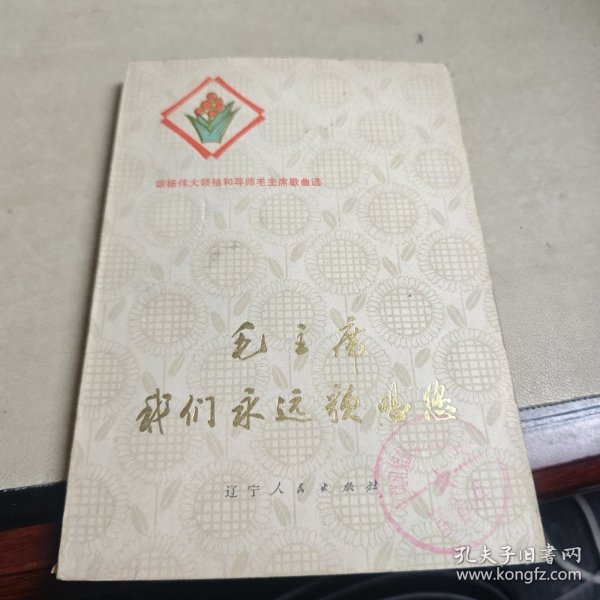 颂扬伟大领袖和导师毛主席歌曲选
毛主席
我们永远歌唱您
辽宁人民出版社
孔夫子旧书网
www.kongfz.com